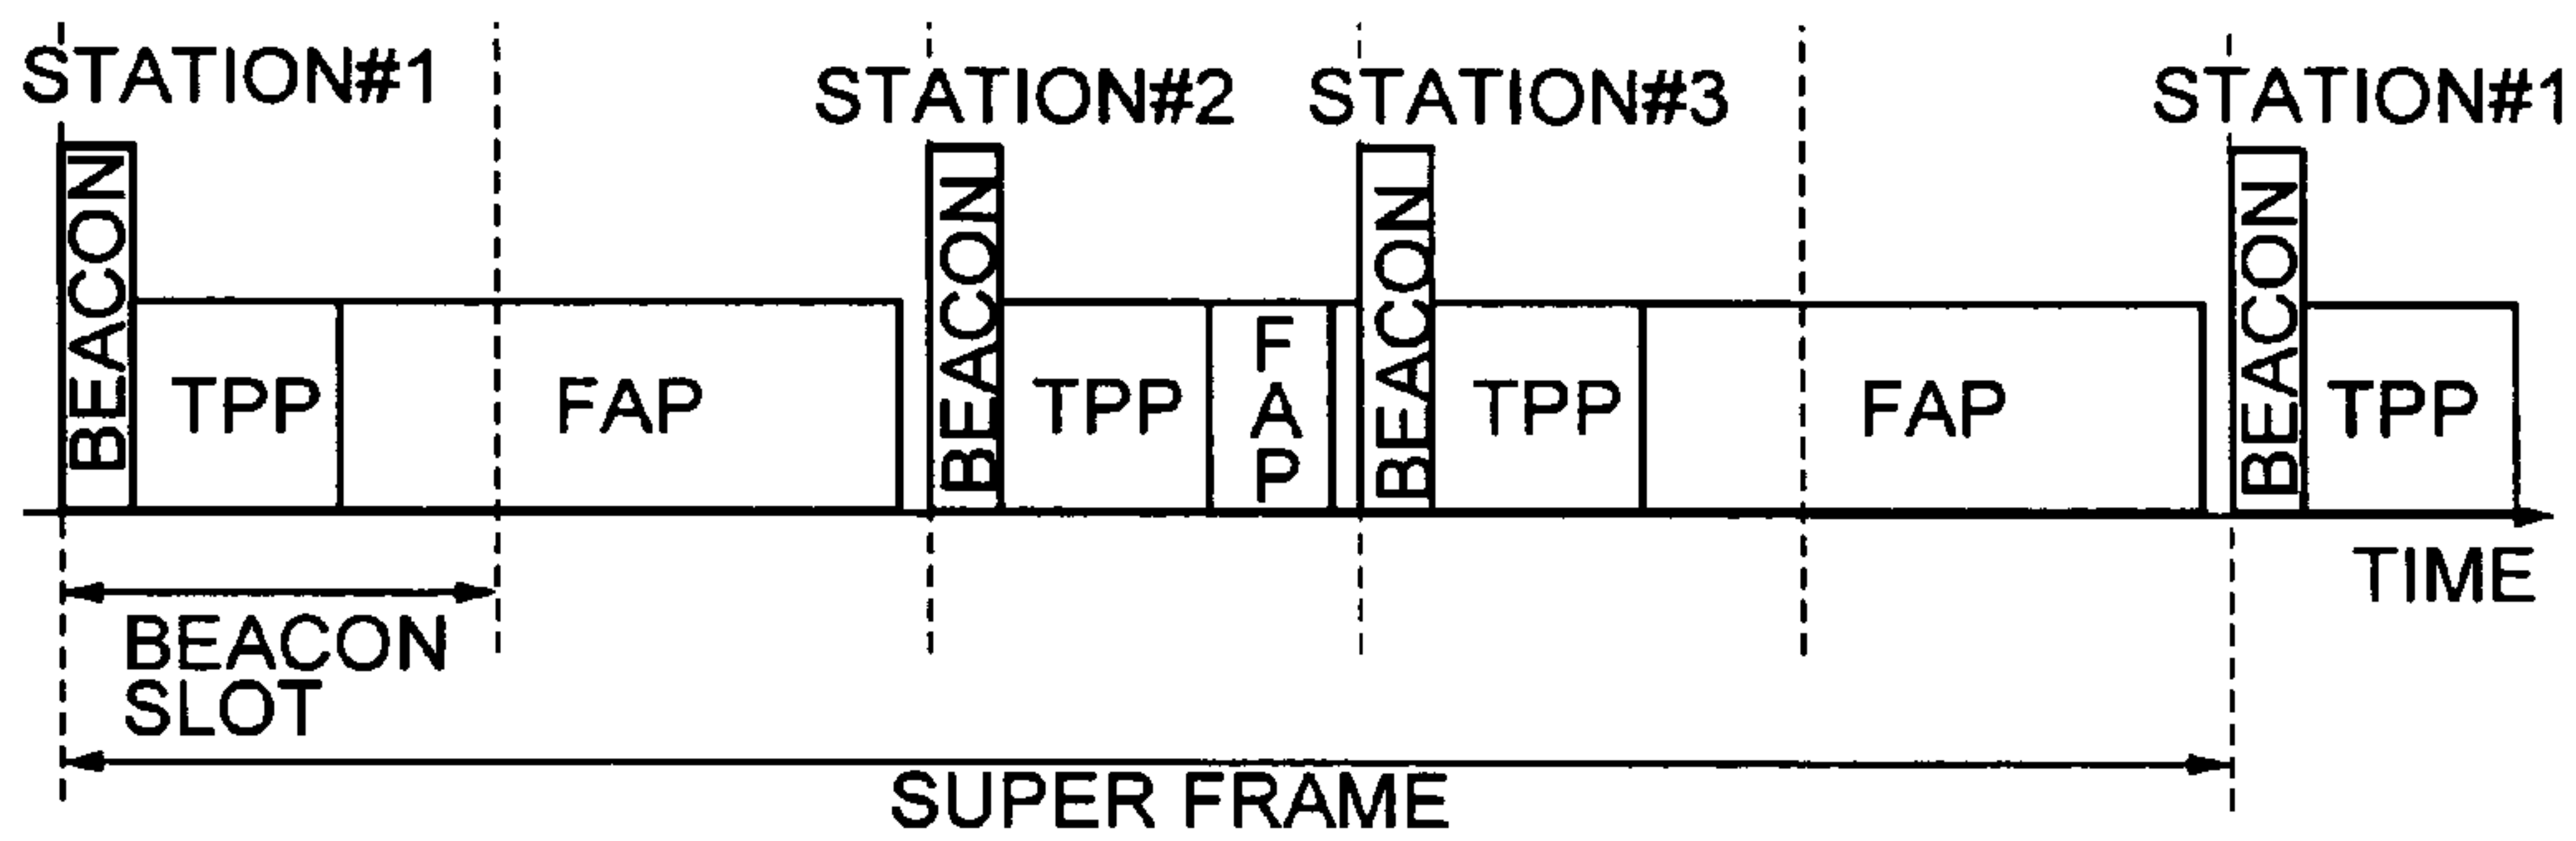 STATION#1
STATION#2
STATION#3
STATION#1
BEACON
TPP
FAP
BEACON
TPP
FAP
BEACON
TPP
FAP
BEACON
TPP
TIME
BEACON
SLOT
SUPER FRAME